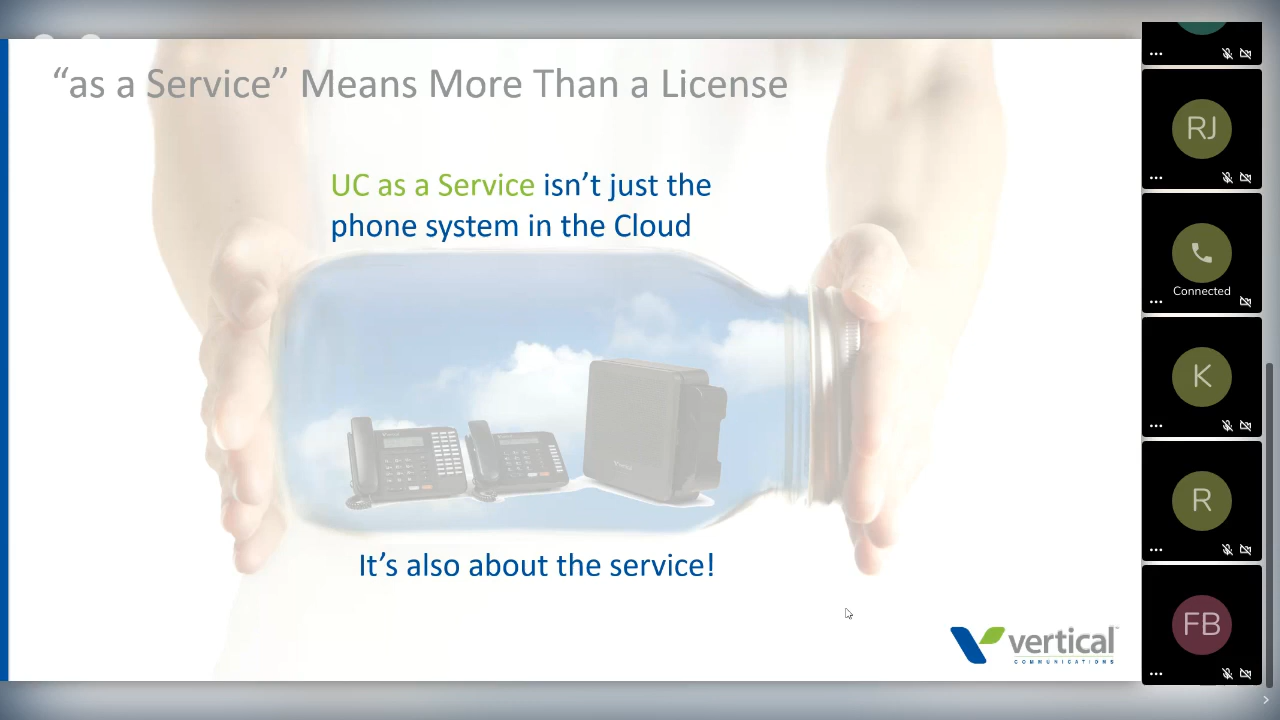 “as a Service” Means More Than a License
UC as a Service isn’t just the
phone system in the Cloud
It’s also about the service!
vertical
COMMUNICATIONS
RJ
Connected
K
R
FB